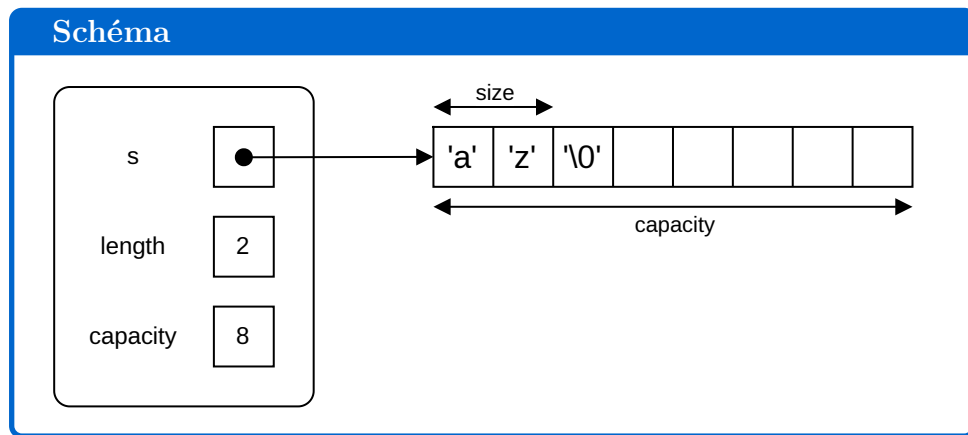 Schéma
size
s 'a' 'z' '\0'
capacity
length 2
capacity 8